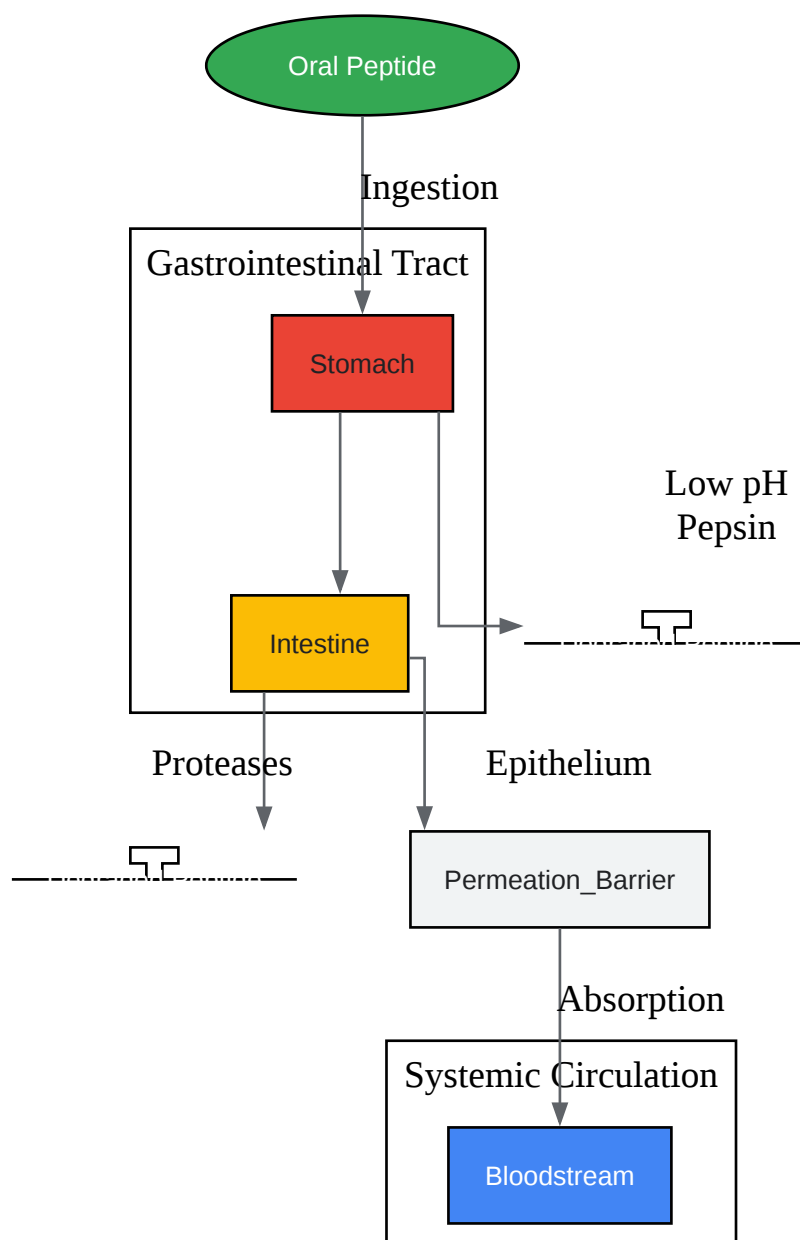 Oral Peptide
Ingestion
Gastrointestinal Tract
Stomach
Low pH
Pepsin
Intestine
Proteases
Epithelium
Permeation_Barrier
Absorption
Systemic Circulation
Bloodstream